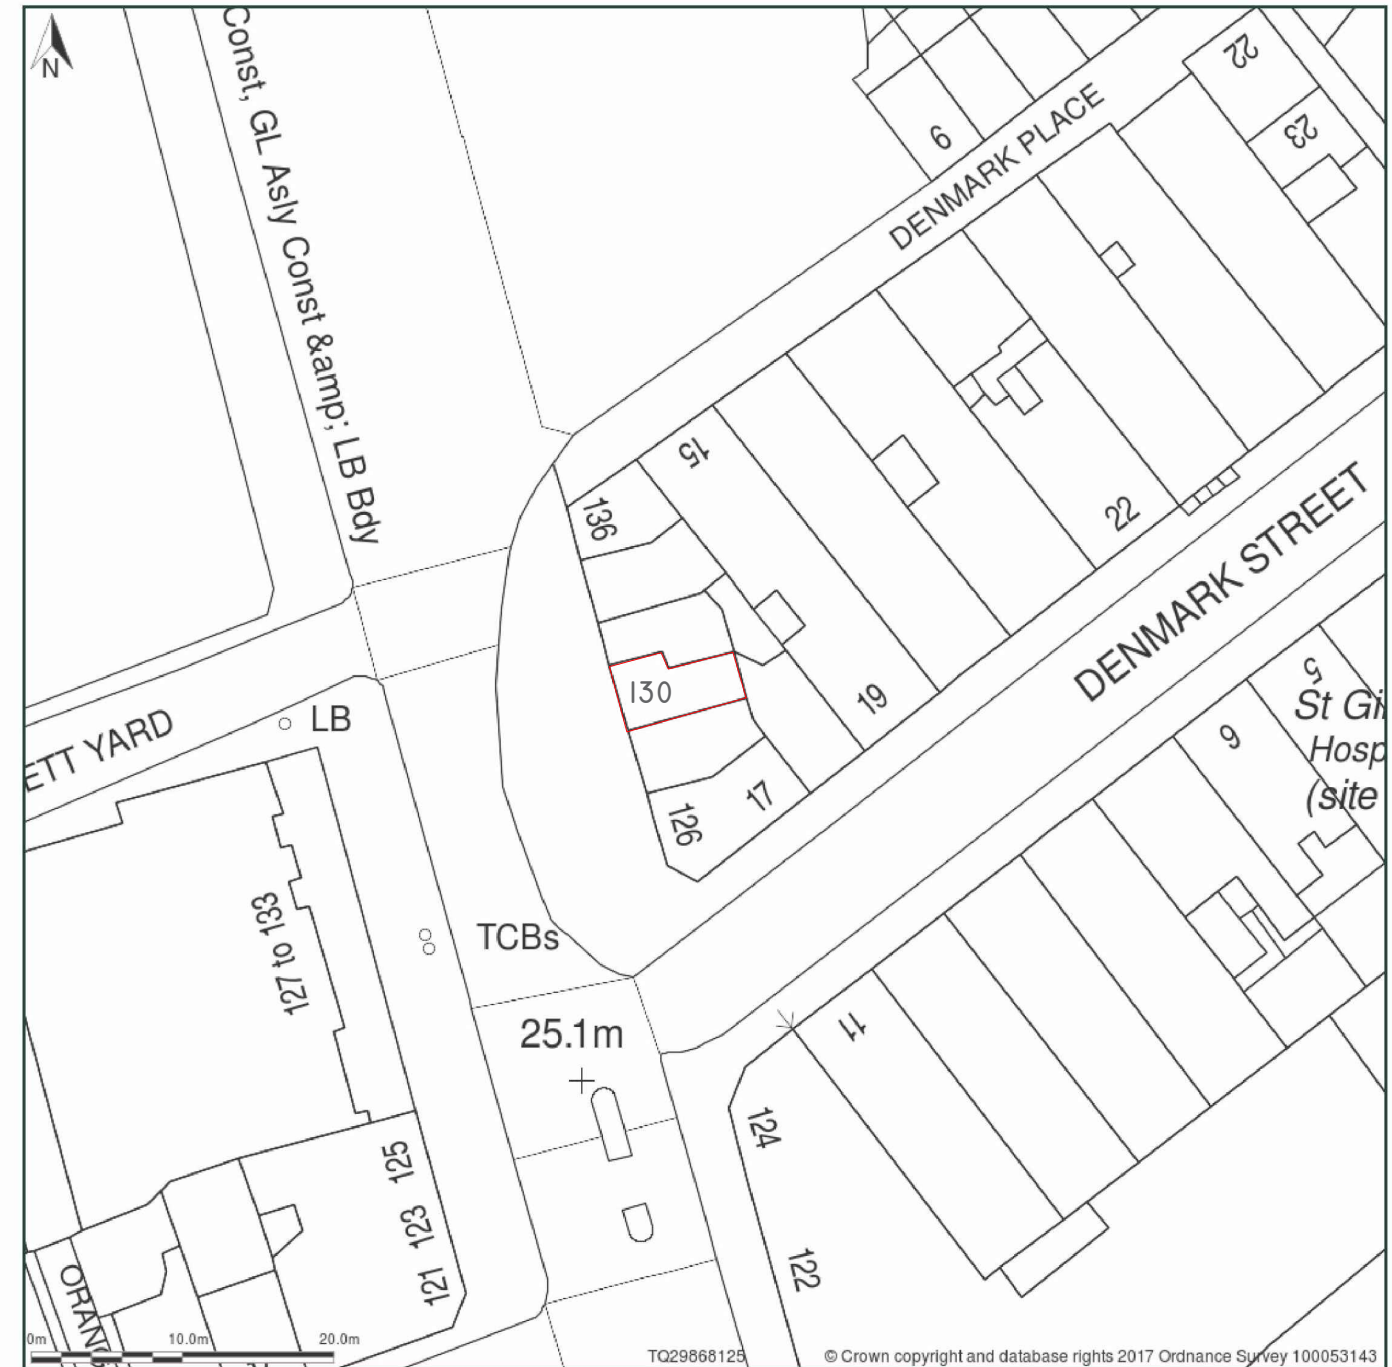 N
Const, GL Asly Const &amp; LB Bdy
22
23
6
DENMARK PLACE
15
136
22
DENMARK STREET
130
19
17
126
5
9
St Gi
Hosp
(site
ETT YARD
LB
127 to 133
TCBs
25.1m
11
124
122
125
123
121
ORANG
0m
10.0m
20.0m
TQ29868125
© Crown copyright and database rights 2017 Ordnance Survey 100053143